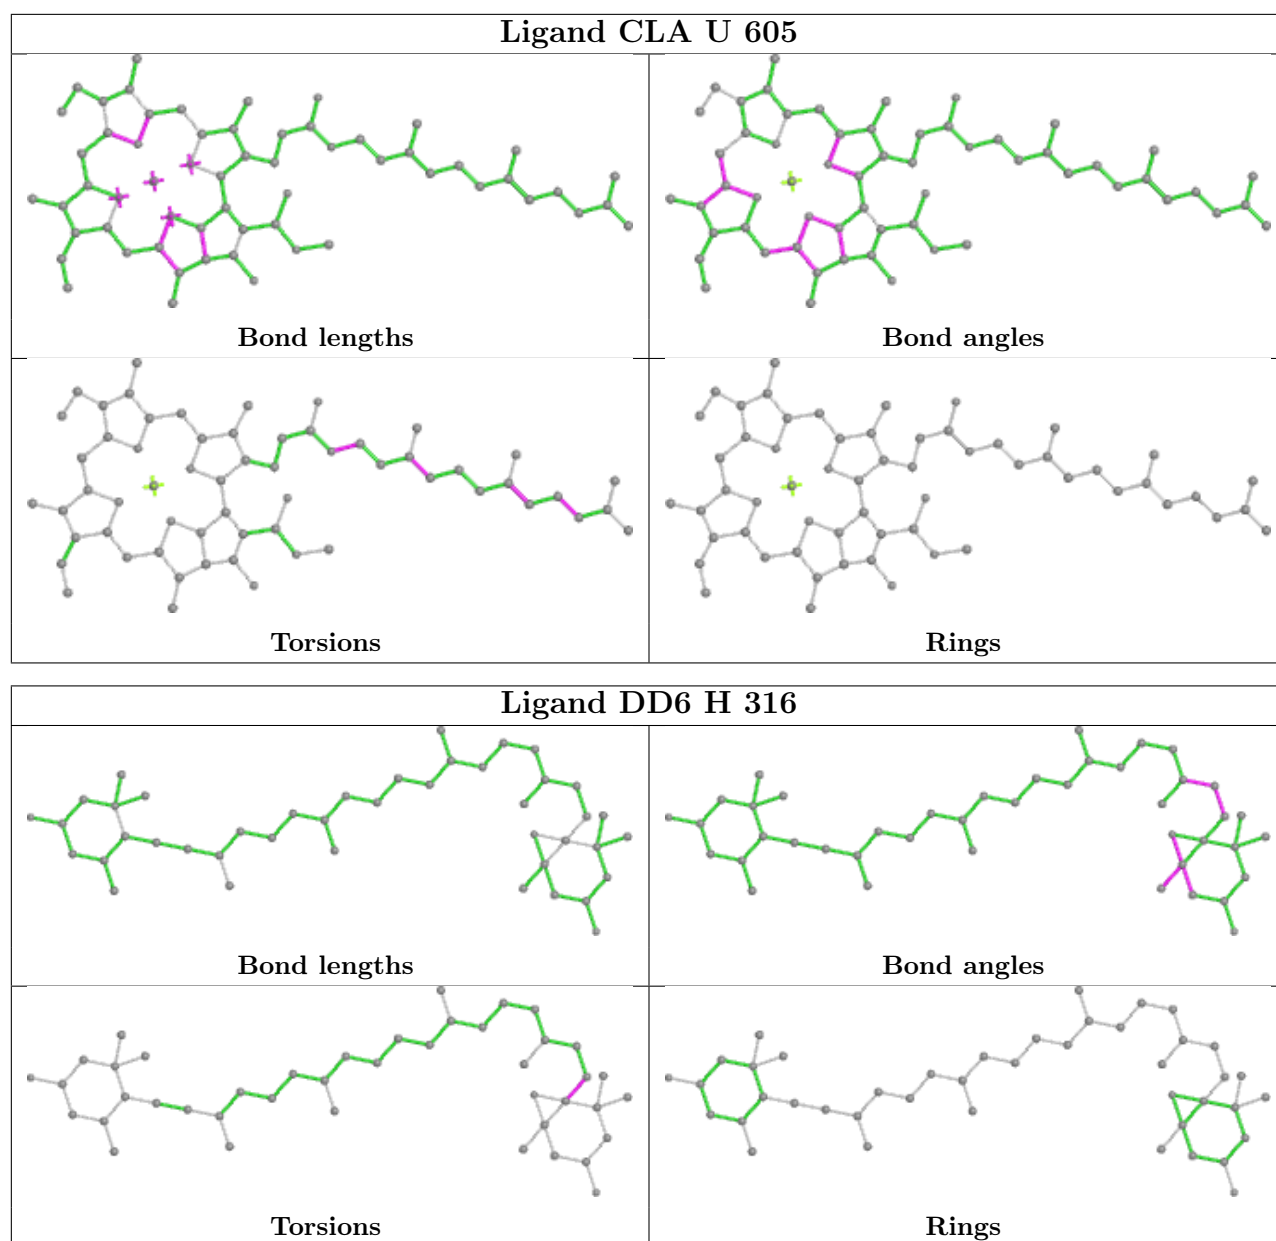 Ligand CLA U 605
Bond lengths
Bond angles
Torsions
Rings
Ligand DD6 H 316
Bond lengths
Bond angles
Torsions
Rings